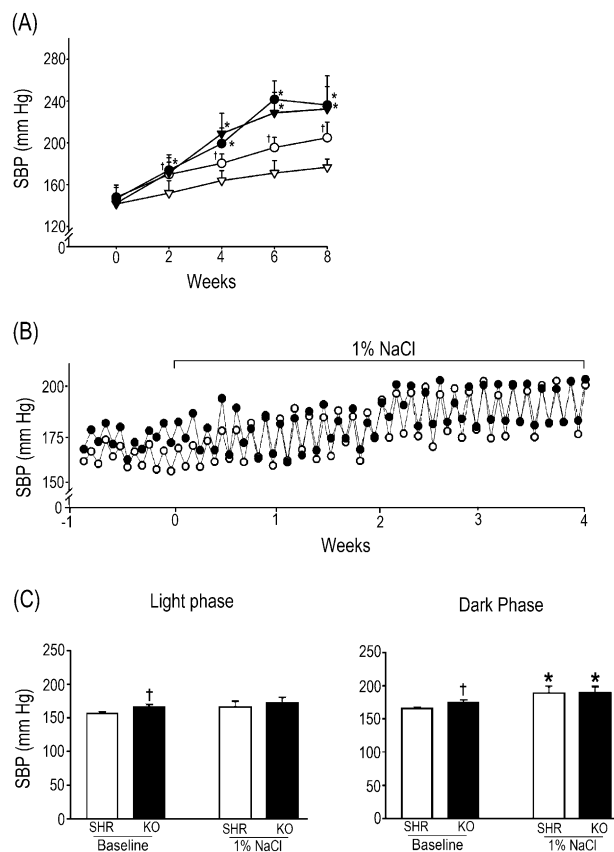 (A)
280
240
200
160
120
0
SBP (mm Hg)
* * * * * * * *
† † † †
0 2 4 6 8
Weeks
(B)
1% NaCl
200
175
150
0
SBP (mm Hg)
-1 0 1 2 3 4
Weeks
(C)
Light phase
250
200
150
100
50
0
SBP (mm Hg)
†
SHR KO SHR KO
Baseline 1% NaCl
Dark Phase
250
200
150
100
50
0
† * *
SHR KO SHR KO
Baseline 1% NaCl